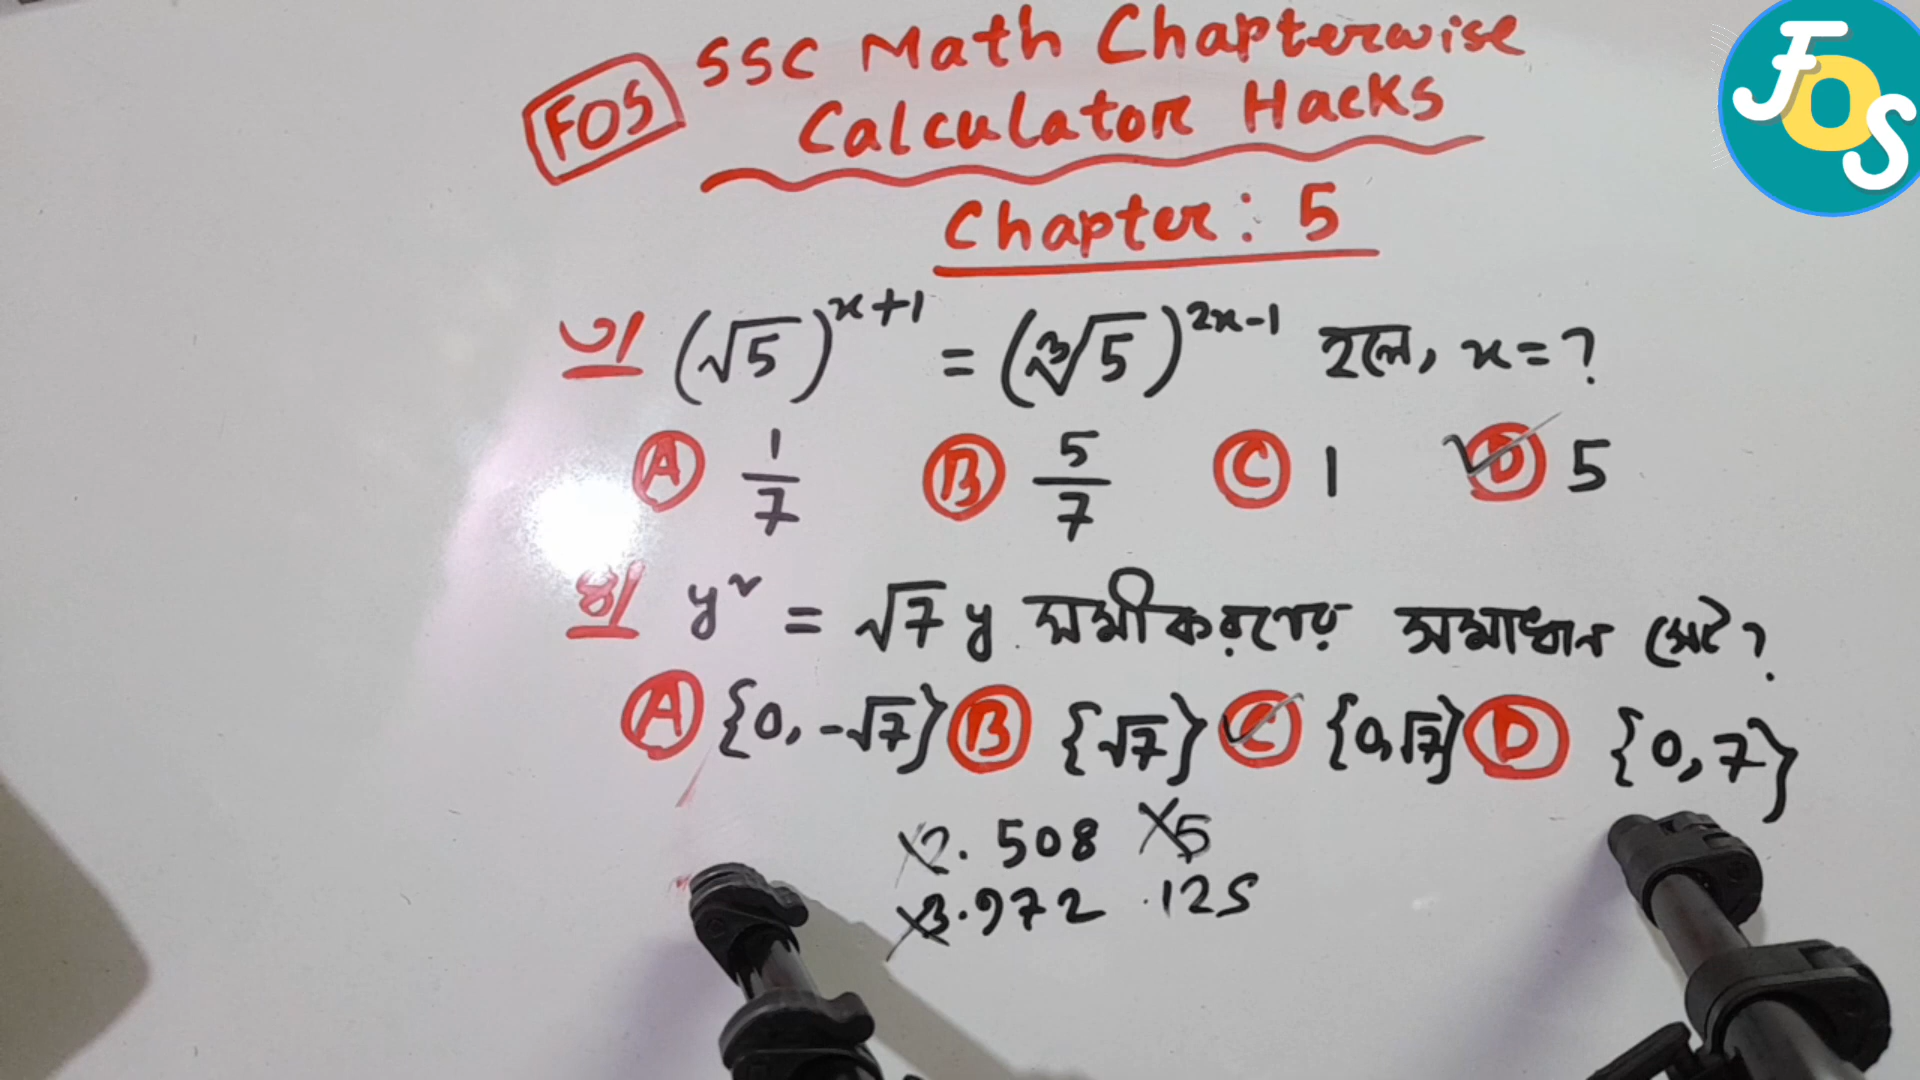 SSC Math Chapterwise
FOS Calculator Hacks
Chapter: 5
৩/ (√5)^x+1 = (∛5)^2x-1 হলে, x = ?
A 1/7 B 5/7 C 1 D 5
৪/ y² = √7 y সমীকরণের সমাধান সেট?
A {0, -√7} B {√7} C {0,√7} D {0,7}
2.508 5
3.972 .125
FOS